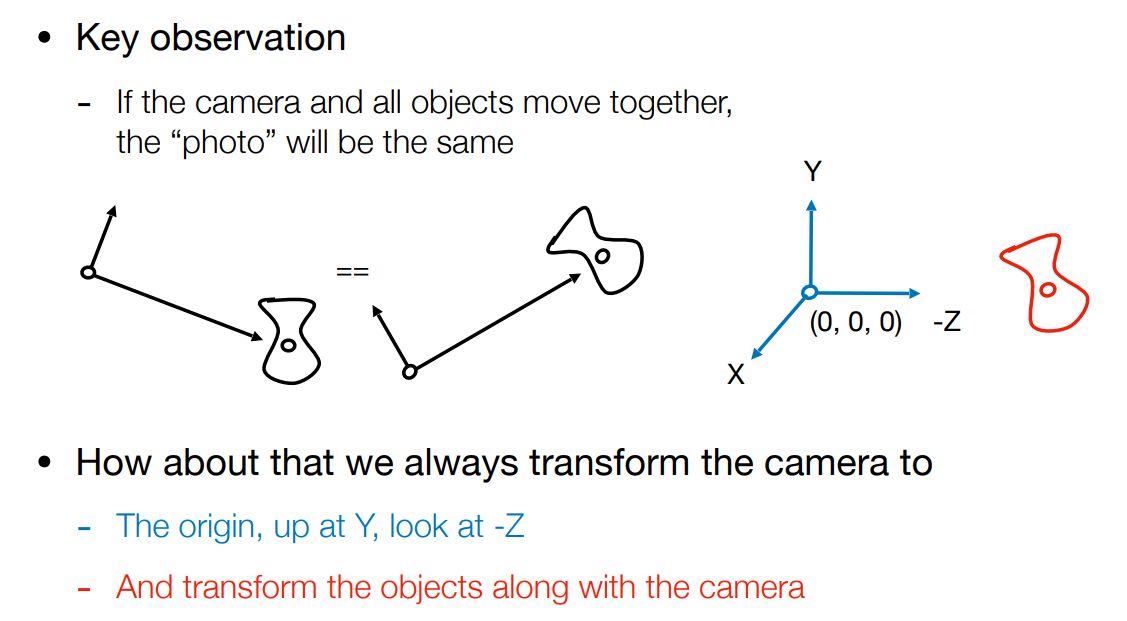 • Key observation
- If the camera and all objects move together,
the “photo” will be the same
Y
==
(0, 0, 0)
-Z
X
• How about that we always transform the camera to
- The origin, up at Y, look at -Z
- And transform the objects along with the camera